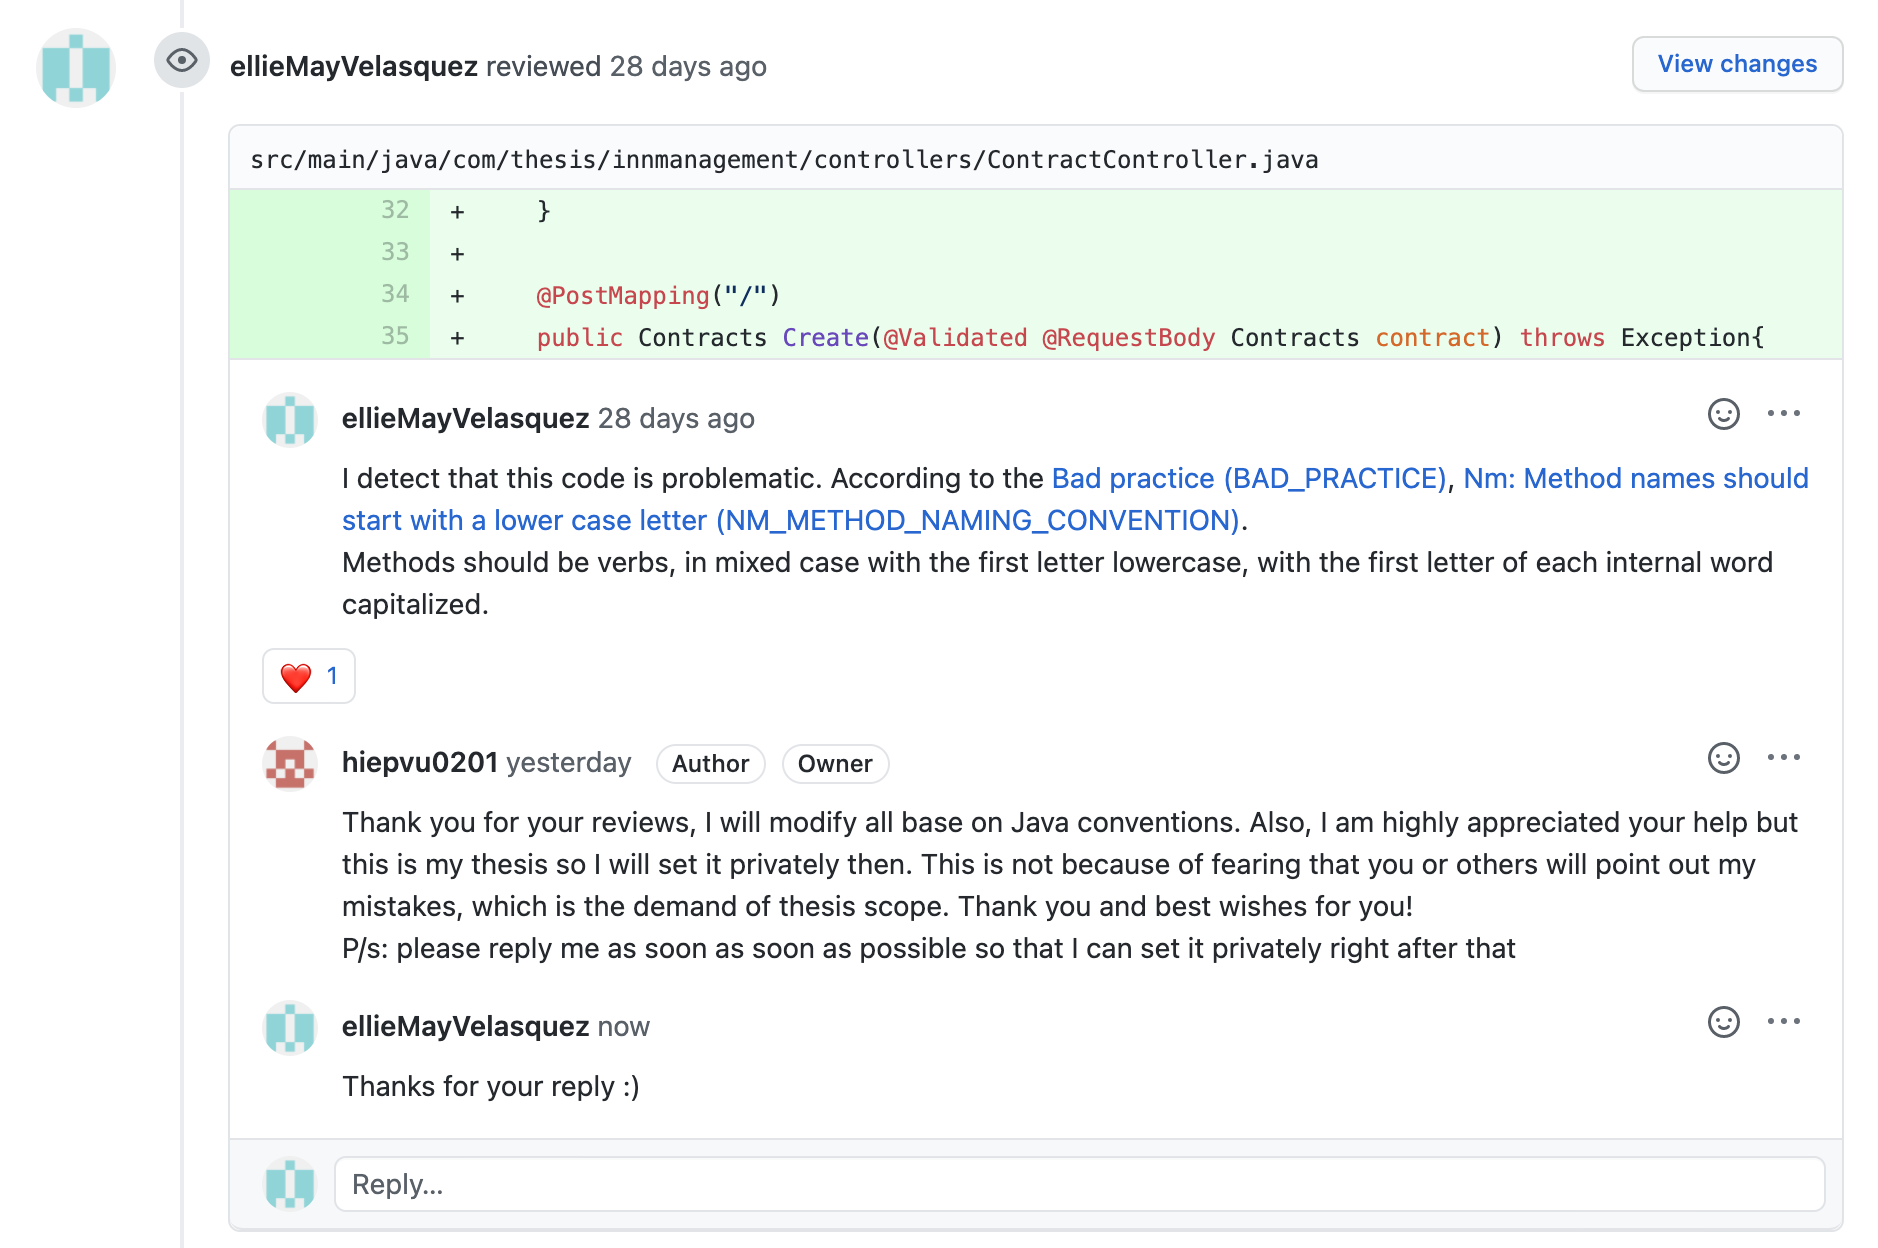 ellieMayVelasquez reviewed 28 days ago
View changes
src/main/java/com/thesis/innmanagement/controllers/ContractController.java
32 + }
33 +
34 + @PostMapping("/")
35 + public Contracts Create(@Validated @RequestBody Contracts contract) throws Exception{
ellieMayVelasquez 28 days ago
I detect that this code is problematic. According to the Bad practice (BAD_PRACTICE), Nm: Method names should
start with a lower case letter (NM_METHOD_NAMING_CONVENTION).
Methods should be verbs, in mixed case with the first letter lowercase, with the first letter of each internal word
capitalized.
❤️ 1
hiepvu0201 yesterday Author Owner
Thank you for your reviews, I will modify all base on Java conventions. Also, I am highly appreciated your help but
this is my thesis so I will set it privately then. This is not because of fearing that you or others will point out my
mistakes, which is the demand of thesis scope. Thank you and best wishes for you!
P/s: please reply me as soon as soon as possible so that I can set it privately right after that
ellieMayVelasquez now
Thanks for your reply :)
Reply...